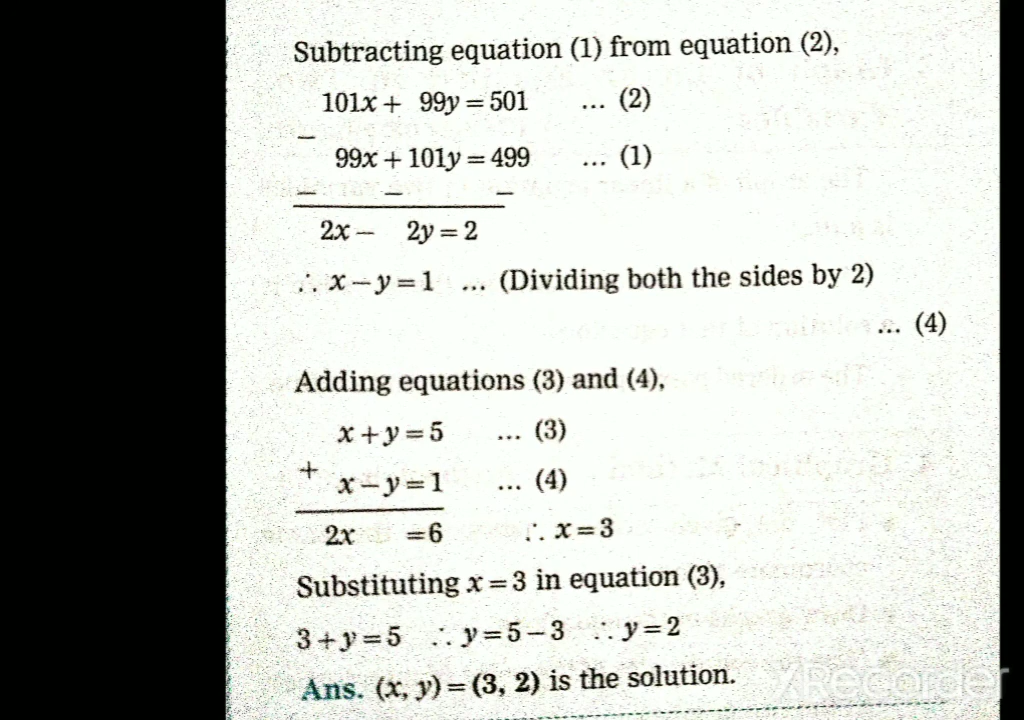 Subtracting equation (1) from equation (2),
101x + 99y = 501 ... (2)
−
99x + 101y = 499 ... (1)
− − −
2x − 2y = 2
∴ x − y = 1 ... (Dividing both the sides by 2)
... (4)
Adding equations (3) and (4),
x + y = 5 ... (3)
+
x − y = 1 ... (4)
2x = 6 ∴ x = 3
Substituting x = 3 in equation (3),
3 + y = 5 ∴ y = 5 − 3 ∴ y = 2
Ans. (x, y) = (3, 2) is the solution.
XRecorder